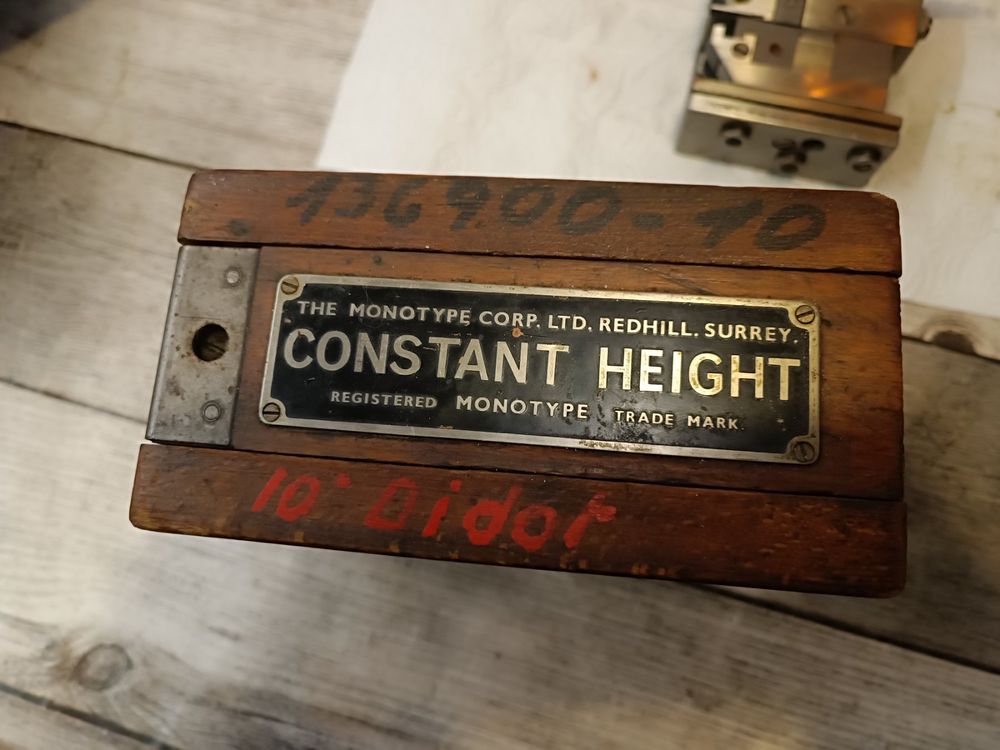 136900-10
THE MONOTYPE CORP. LTD. REDHILL. SURREY.
CONSTANT HEIGHT
REGISTERED MONOTYPE TRADE MARK
10° Didot